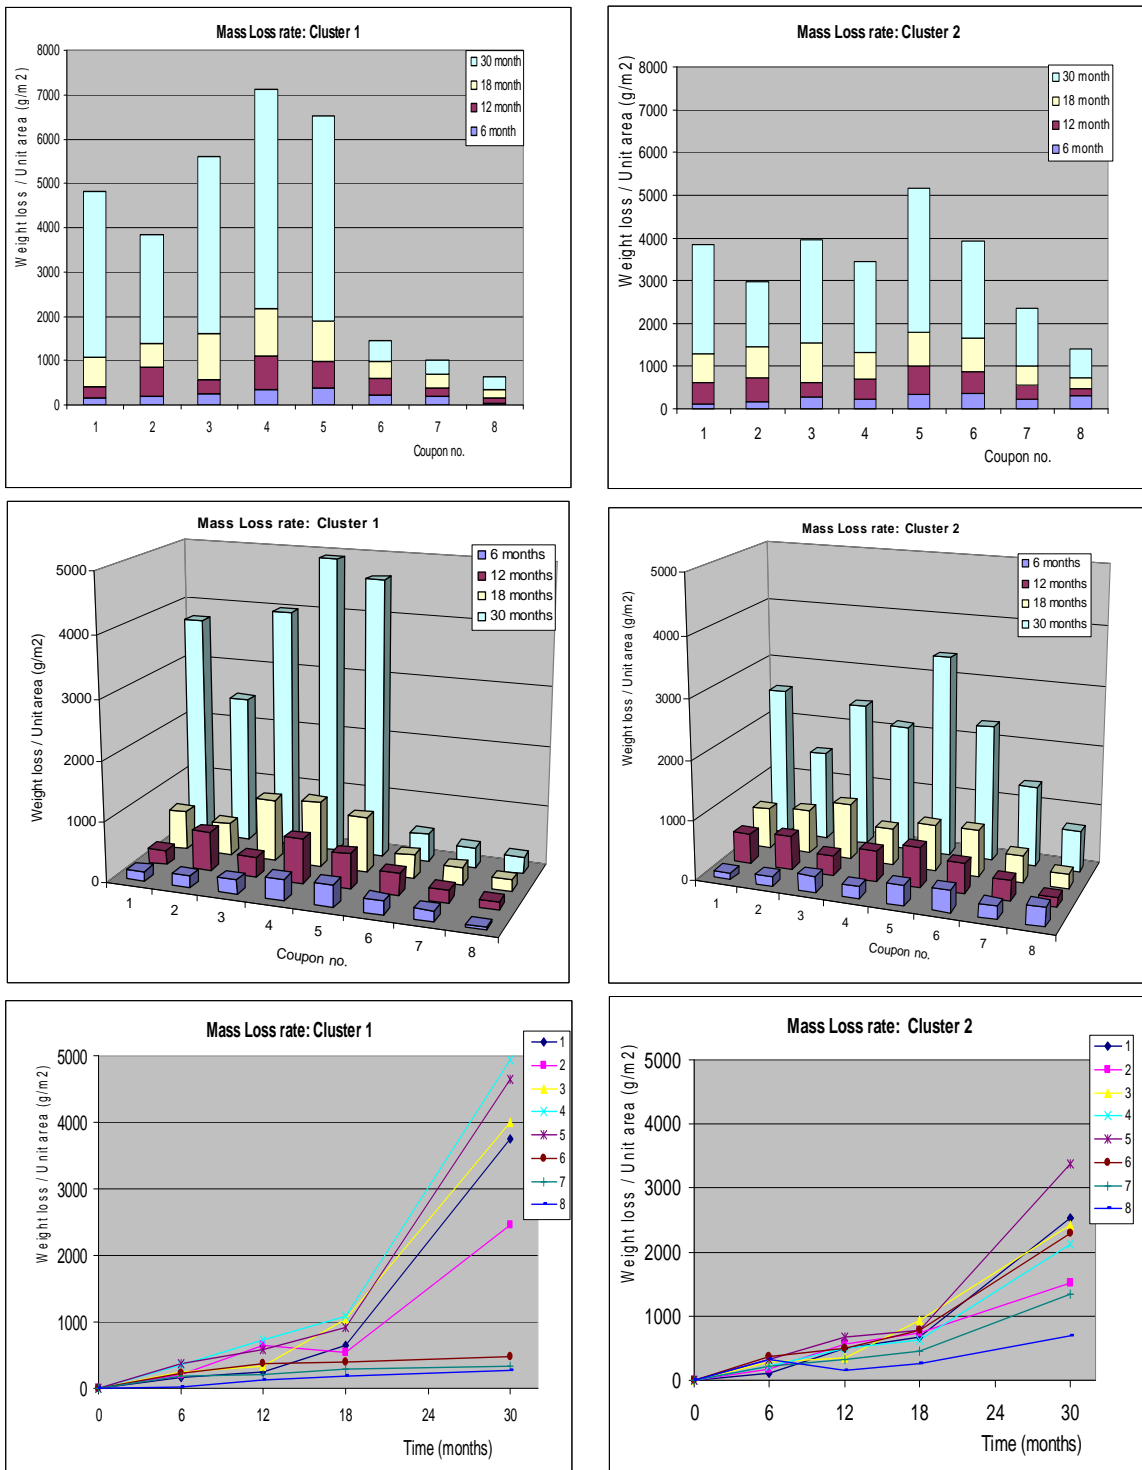 Mass Loss rate: Cluster 1
Weight loss / Unit area (g/m2)
8000
7000
6000
5000
4000
3000
2000
1000
0
30 month
18 month
12 month
6 month
1 2 3 4 5 6 7 8
Coupon no.
Mass Loss rate: Cluster 2
Weight loss / Unit area (g/m2)
8000
7000
6000
5000
4000
3000
2000
1000
0
30 month
18 month
12 month
6 month
1 2 3 4 5 6 7 8
Coupon no.
Mass Loss rate: Cluster 1
Weight loss / Unit area (g/m2)
5000
4000
3000
2000
1000
0
6 months
12 months
18 months
30 months
1 2 3 4 5 6 7 8
Coupon no.
Mass Loss rate: Cluster 2
Weight loss / Unit area (g/m2)
5000
4000
3000
2000
1000
0
6 months
12 months
18 months
30 months
1 2 3 4 5 6 7 8
Coupon no.
Mass Loss rate: Cluster 1
Weight loss / Unit area (g/m2)
5000
4000
3000
2000
1000
0
1
2
3
4
5
6
7
8
0 6 12 18 24 30
Time (months)
Mass Loss rate: Cluster 2
Weight loss / Unit area (g/m2)
5000
4000
3000
2000
1000
0
1
2
3
4
5
6
7
8
0 6 12 18 24 30
Time (months)